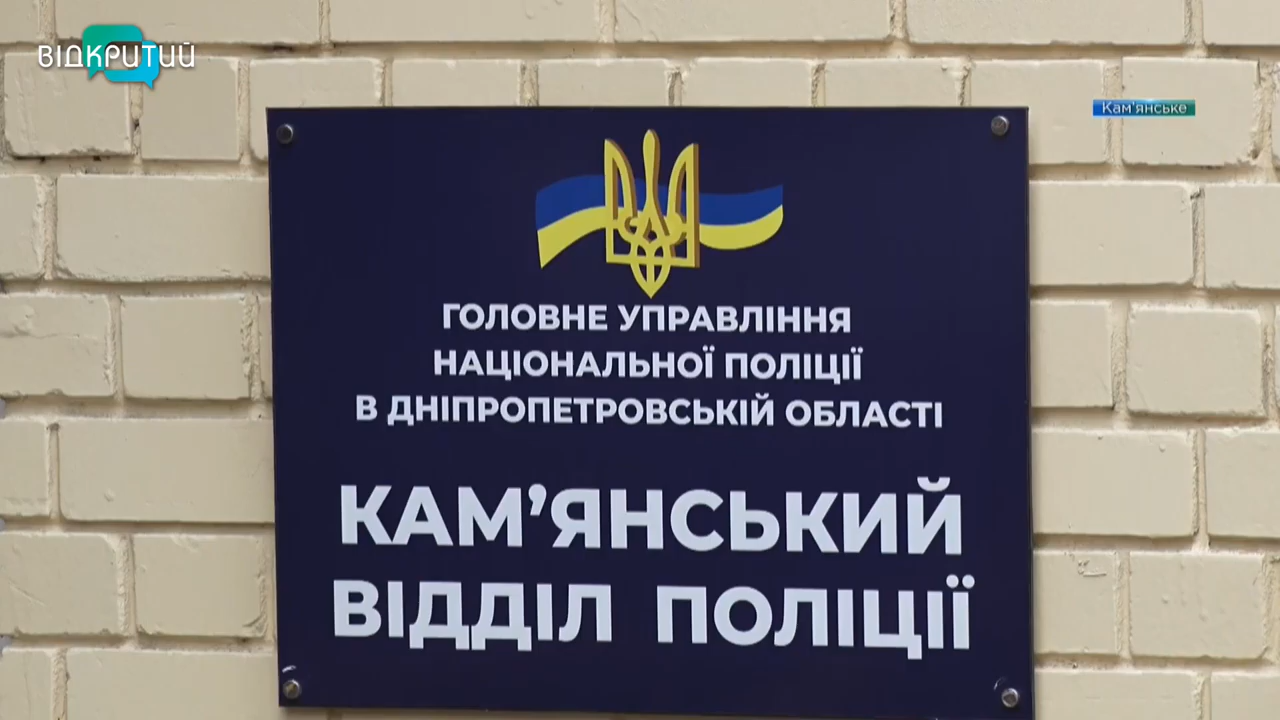 ВІДКРИТИЙ
Кам'янське
ГОЛОВНЕ УПРАВЛІННЯ
НАЦІОНАЛЬНОЇ ПОЛІЦІЇ
В ДНІПРОПЕТРОВСЬКІЙ ОБЛАСТІ
КАМ’ЯНСЬКИЙ
ВІДДІЛ ПОЛІЦІЇ